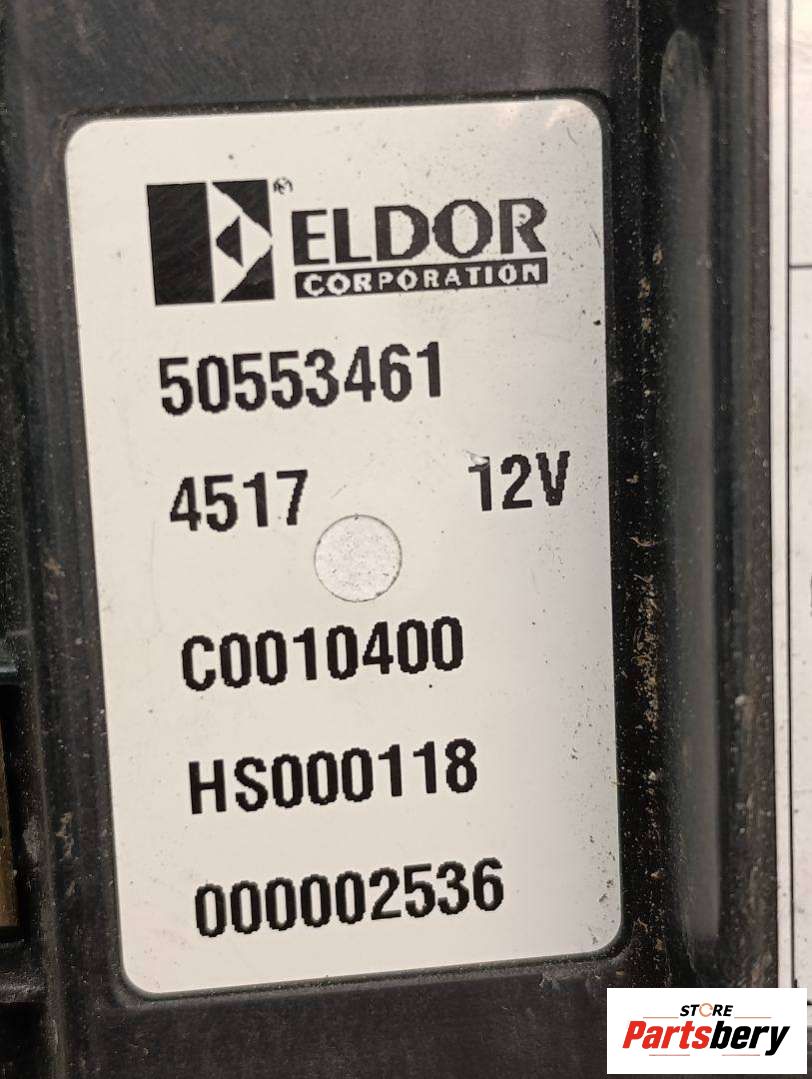 ELDOR
CORPORATION
50553461
4517 12V
C0010400
HS000118
000002536
STORE
Partsbery